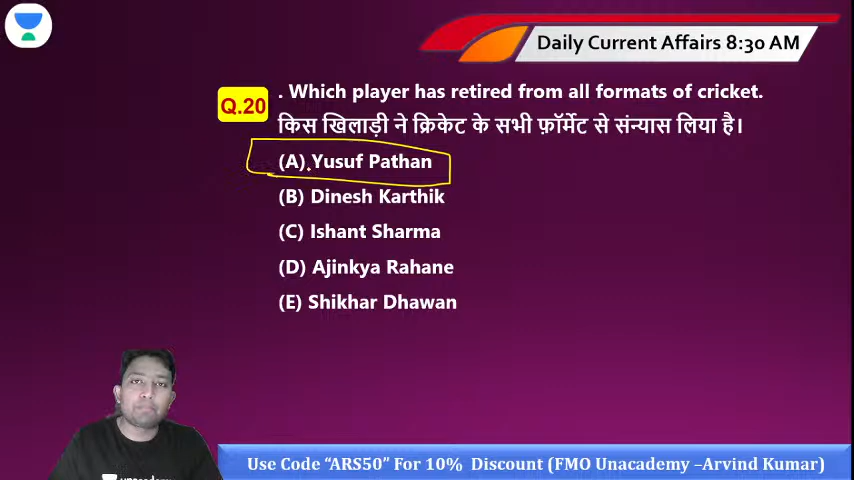 Daily Current Affairs 8:30 AM
Q.20
. Which player has retired from all formats of cricket.
किस खिलाड़ी ने क्रिकेट के सभी फ़ॉर्मेट से संन्यास लिया है।
(A).Yusuf Pathan
(B) Dinesh Karthik
(C) Ishant Sharma
(D) Ajinkya Rahane
(E) Shikhar Dhawan
Use Code “ARS50” For 10% Discount (FMO Unacademy –Arvind Kumar)